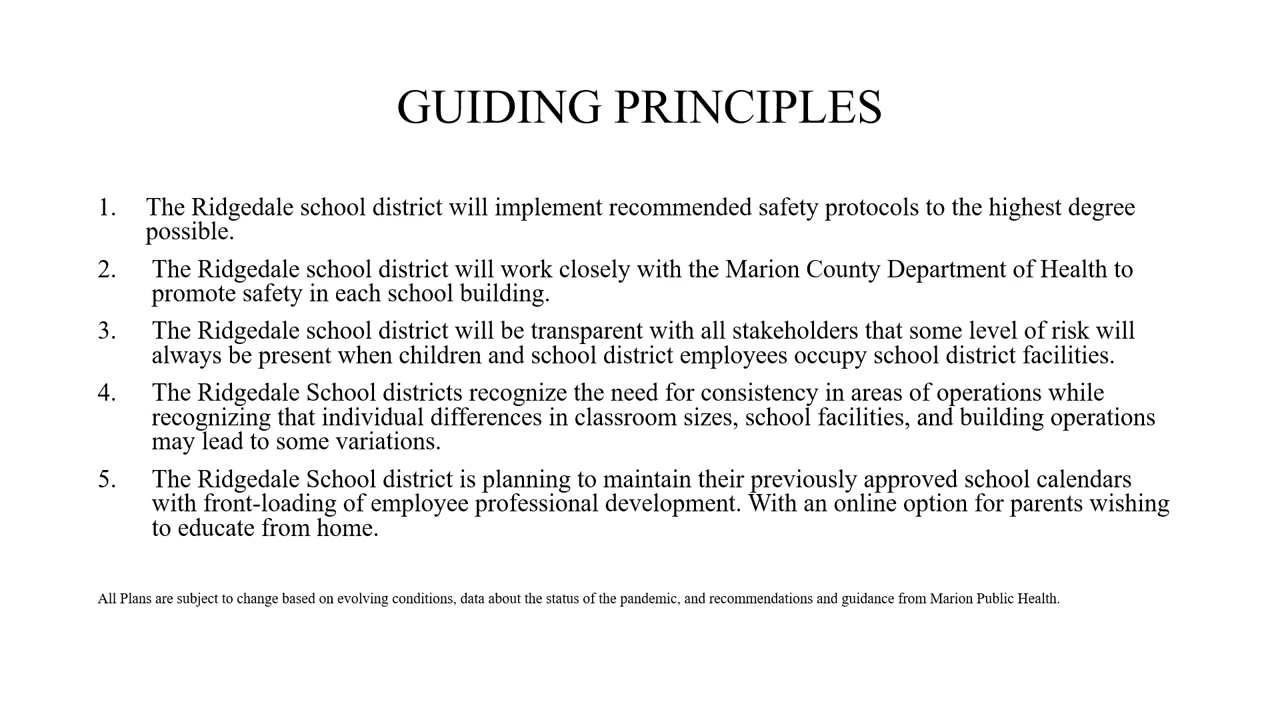 GUIDING PRINCIPLES
1. The Ridgedale school district will implement recommended safety protocols to the highest degree
possible.
2. The Ridgedale school district will work closely with the Marion County Department of Health to
promote safety in each school building.
3. The Ridgedale school district will be transparent with all stakeholders that some level of risk will
always be present when children and school district employees occupy school district facilities.
4. The Ridgedale School districts recognize the need for consistency in areas of operations while
recognizing that individual differences in classroom sizes, school facilities, and building operations
may lead to some variations.
5. The Ridgedale School district is planning to maintain their previously approved school calendars
with front-loading of employee professional development. With an online option for parents wishing
to educate from home.
All Plans are subject to change based on evolving conditions, data about the status of the pandemic, and recommendations and guidance from Marion Public Health.